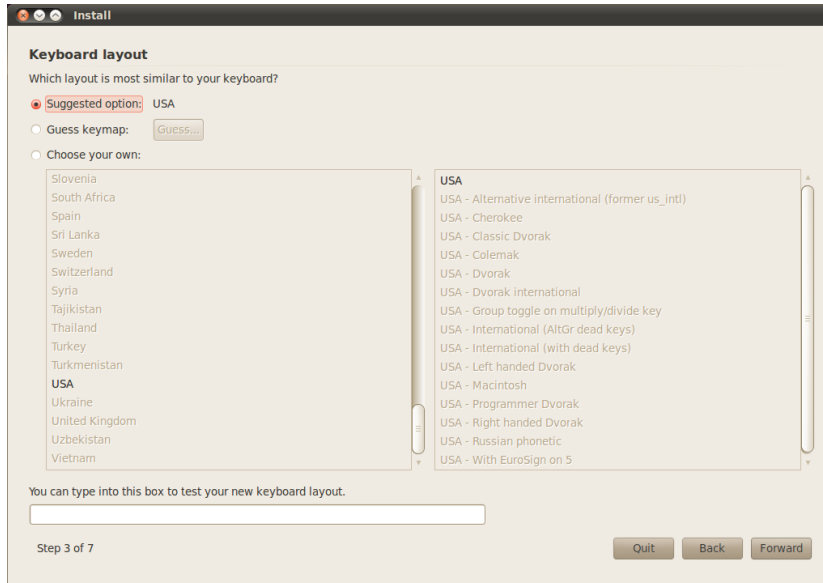 Install
Keyboard layout
Which layout is most similar to your keyboard?
Suggested option: USA
Guess keymap: Guess...
Choose your own:
Slovenia
South Africa
Spain
Sri Lanka
Sweden
Switzerland
Syria
Tajikistan
Thailand
Turkey
Turkmenistan
USA
Ukraine
United Kingdom
Uzbekistan
Vietnam
USA
USA - Alternative international (former us_intl)
USA - Cherokee
USA - Classic Dvorak
USA - Colemak
USA - Dvorak
USA - Dvorak international
USA - Group toggle on multiply/divide key
USA - International (AltGr dead keys)
USA - International (with dead keys)
USA - Left handed Dvorak
USA - Macintosh
USA - Programmer Dvorak
USA - Right handed Dvorak
USA - Russian phonetic
USA - With EuroSign on 5
You can type into this box to test your new keyboard layout.
Step 3 of 7
Quit Back Forward